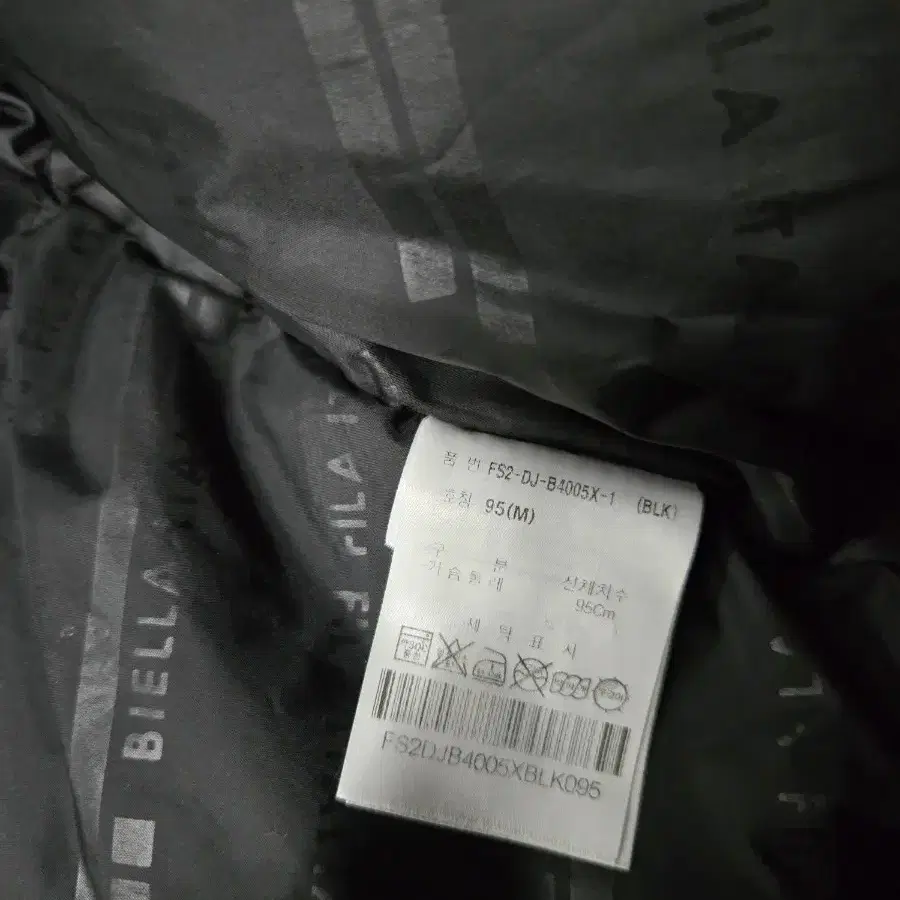 FILA
품 번 FS2-DJ-B4005X-1 (BLK)
호칭 95(M)
구 분
신체치수
가슴둘레
95Cm
세 탁 표 시
FS2DJB4005XBLK095
BIELLA
FILA